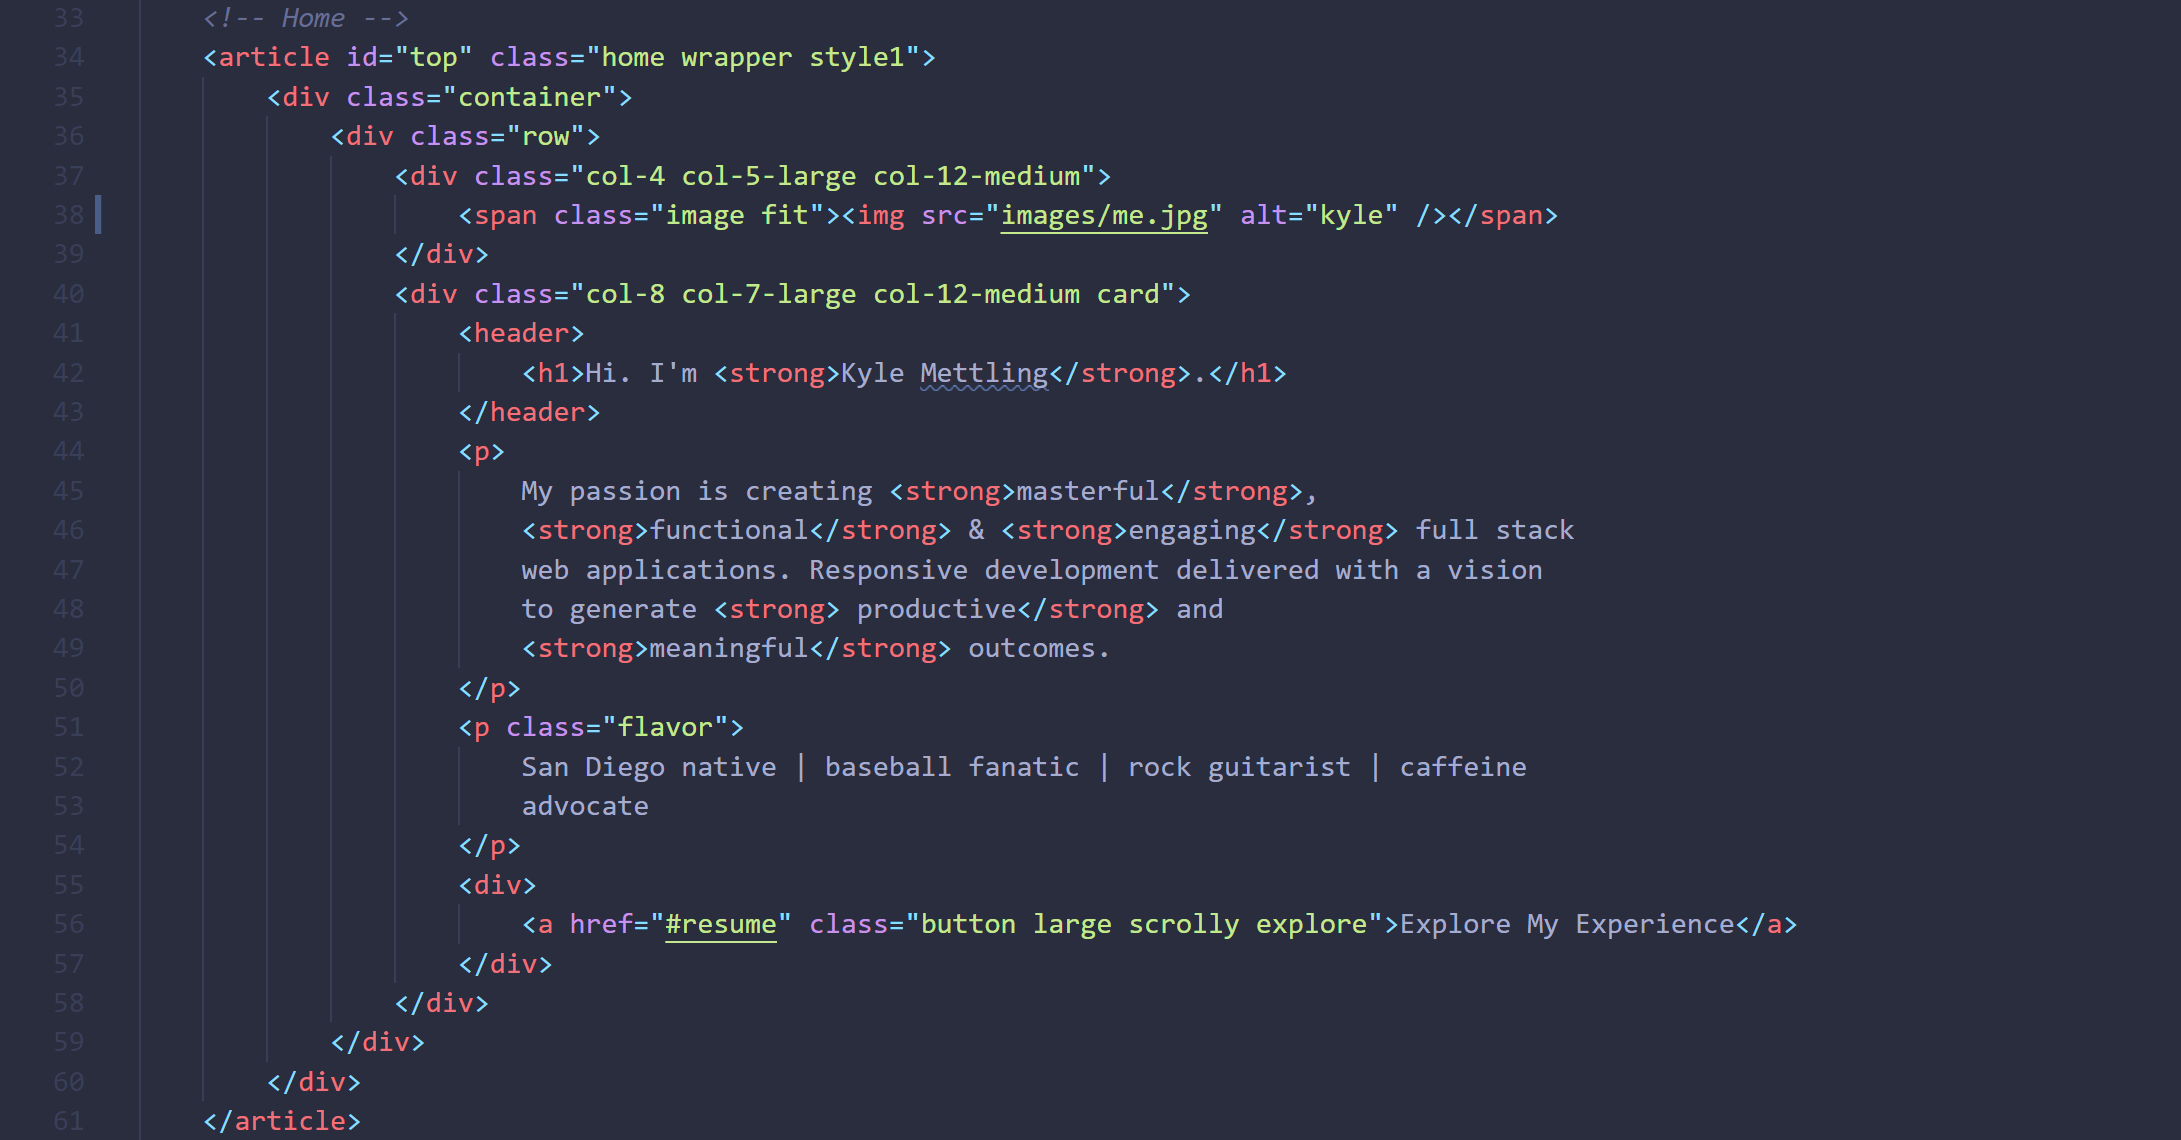 33 <!-- Home -->
34 <article id="top" class="home wrapper style1">
35 <div class="container">
36 <div class="row">
37 <div class="col-4 col-5-large col-12-medium">
38 <span class="image fit"><img src="images/me.jpg" alt="kyle" /></span>
39 </div>
40 <div class="col-8 col-7-large col-12-medium card">
41 <header>
42 <h1>Hi. I'm <strong>Kyle Mettling</strong>.</h1>
43 </header>
44 <p>
45 My passion is creating <strong>masterful</strong>,
46 <strong>functional</strong> & <strong>engaging</strong> full stack
47 web applications. Responsive development delivered with a vision
48 to generate <strong> productive</strong> and
49 <strong>meaningful</strong> outcomes.
50 </p>
51 <p class="flavor">
52 San Diego native | baseball fanatic | rock guitarist | caffeine
53 advocate
54 </p>
55 <div>
56 <a href="#resume" class="button large scrolly explore">Explore My Experience</a>
57 </div>
58 </div>
59 </div>
60 </div>
61 </article>